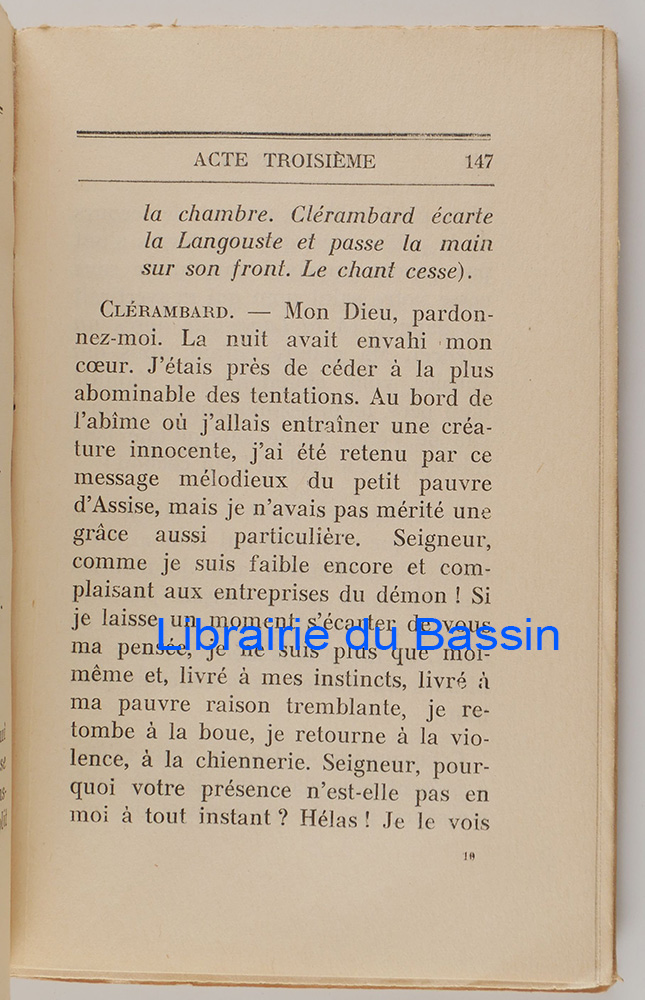 ACTE TROISIÈME 147
la chambre. Clérambard écarte
la Langouste et passe la main
sur son front. Le chant cesse).
CLÉRAMBARD. — Mon Dieu, pardon-
nez-moi. La nuit avait envahi mon
cœur. J'étais près de céder à la plus
abominable des tentations. Au bord de
l'abîme où j'allais entraîner une créa-
ture innocente, j'ai été retenu par ce
message mélodieux du petit pauvre
d'Assise, mais je n'avais pas mérité une
grâce aussi particulière. Seigneur,
comme je suis faible encore et com-
plaisant aux entreprises du démon ! Si
je laisse un moment s'écarter de vous
Librairie du Bassin
ma pensée, je ne suis plus que moi-
même et, livré à mes instincts, livré à
ma pauvre raison tremblante, je re-
tombe à la boue, je retourne à la vio-
lence, à la chiennerie. Seigneur, pour-
quoi votre présence n'est-elle pas en
moi à tout instant ? Hélas ! Je le vois
10